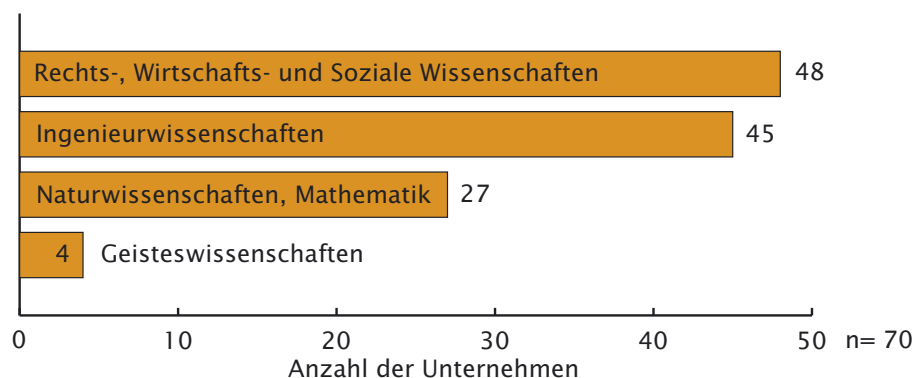 Rechts-, Wirtschafts- und Soziale Wissenschaften 48
Ingenieurwissenschaften 45
Naturwissenschaften, Mathematik 27
4 Geisteswissenschaften
0 10 20 30 40 50 n= 70
Anzahl der Unternehmen